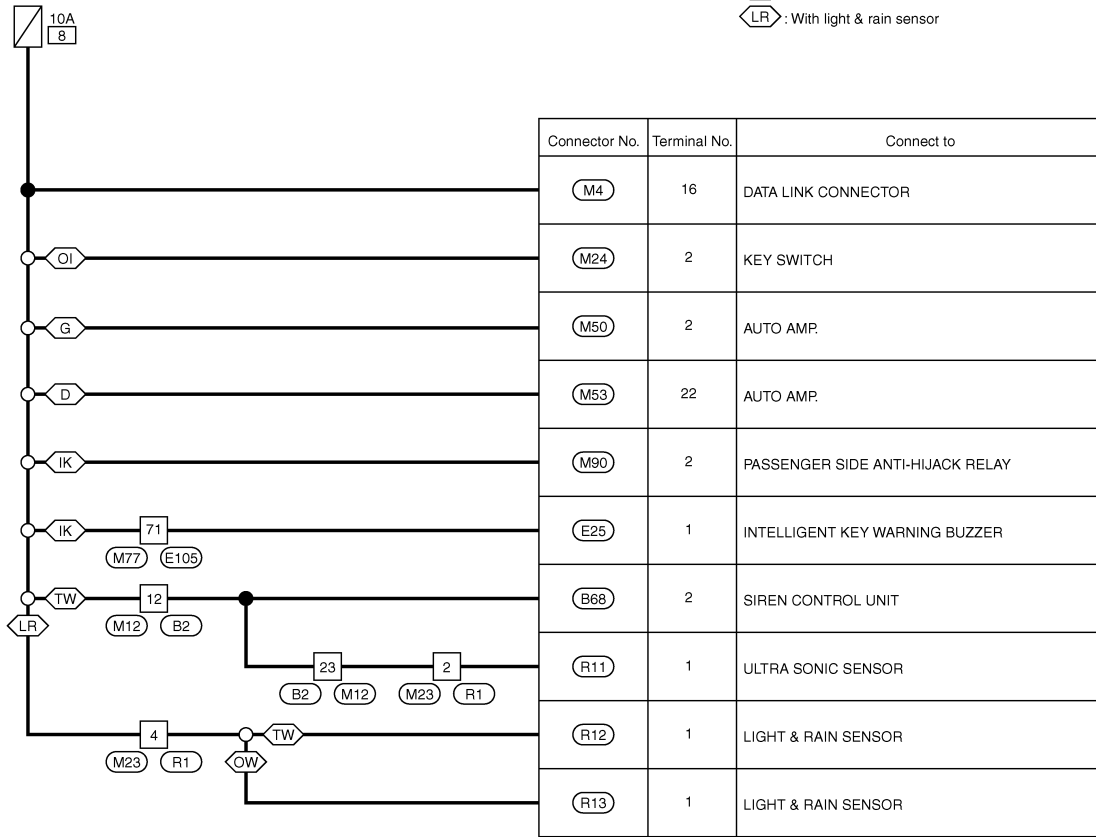 10A
8
LR : With light & rain sensor
Connector No. Terminal No. Connect to
M4 16 DATA LINK CONNECTOR
OI M24 2 KEY SWITCH
G M50 2 AUTO AMP.
D M53 22 AUTO AMP.
IK M90 2 PASSENGER SIDE ANTI-HIJACK RELAY
IK 71 E25 1 INTELLIGENT KEY WARNING BUZZER
M77 E105
TW 12 B68 2 SIREN CONTROL UNIT
LR M12 B2
23 2 R11 1 ULTRA SONIC SENSOR
B2 M12 M23 R1
4 TW R12 1 LIGHT & RAIN SENSOR
M23 R1 OW
R13 1 LIGHT & RAIN SENSOR